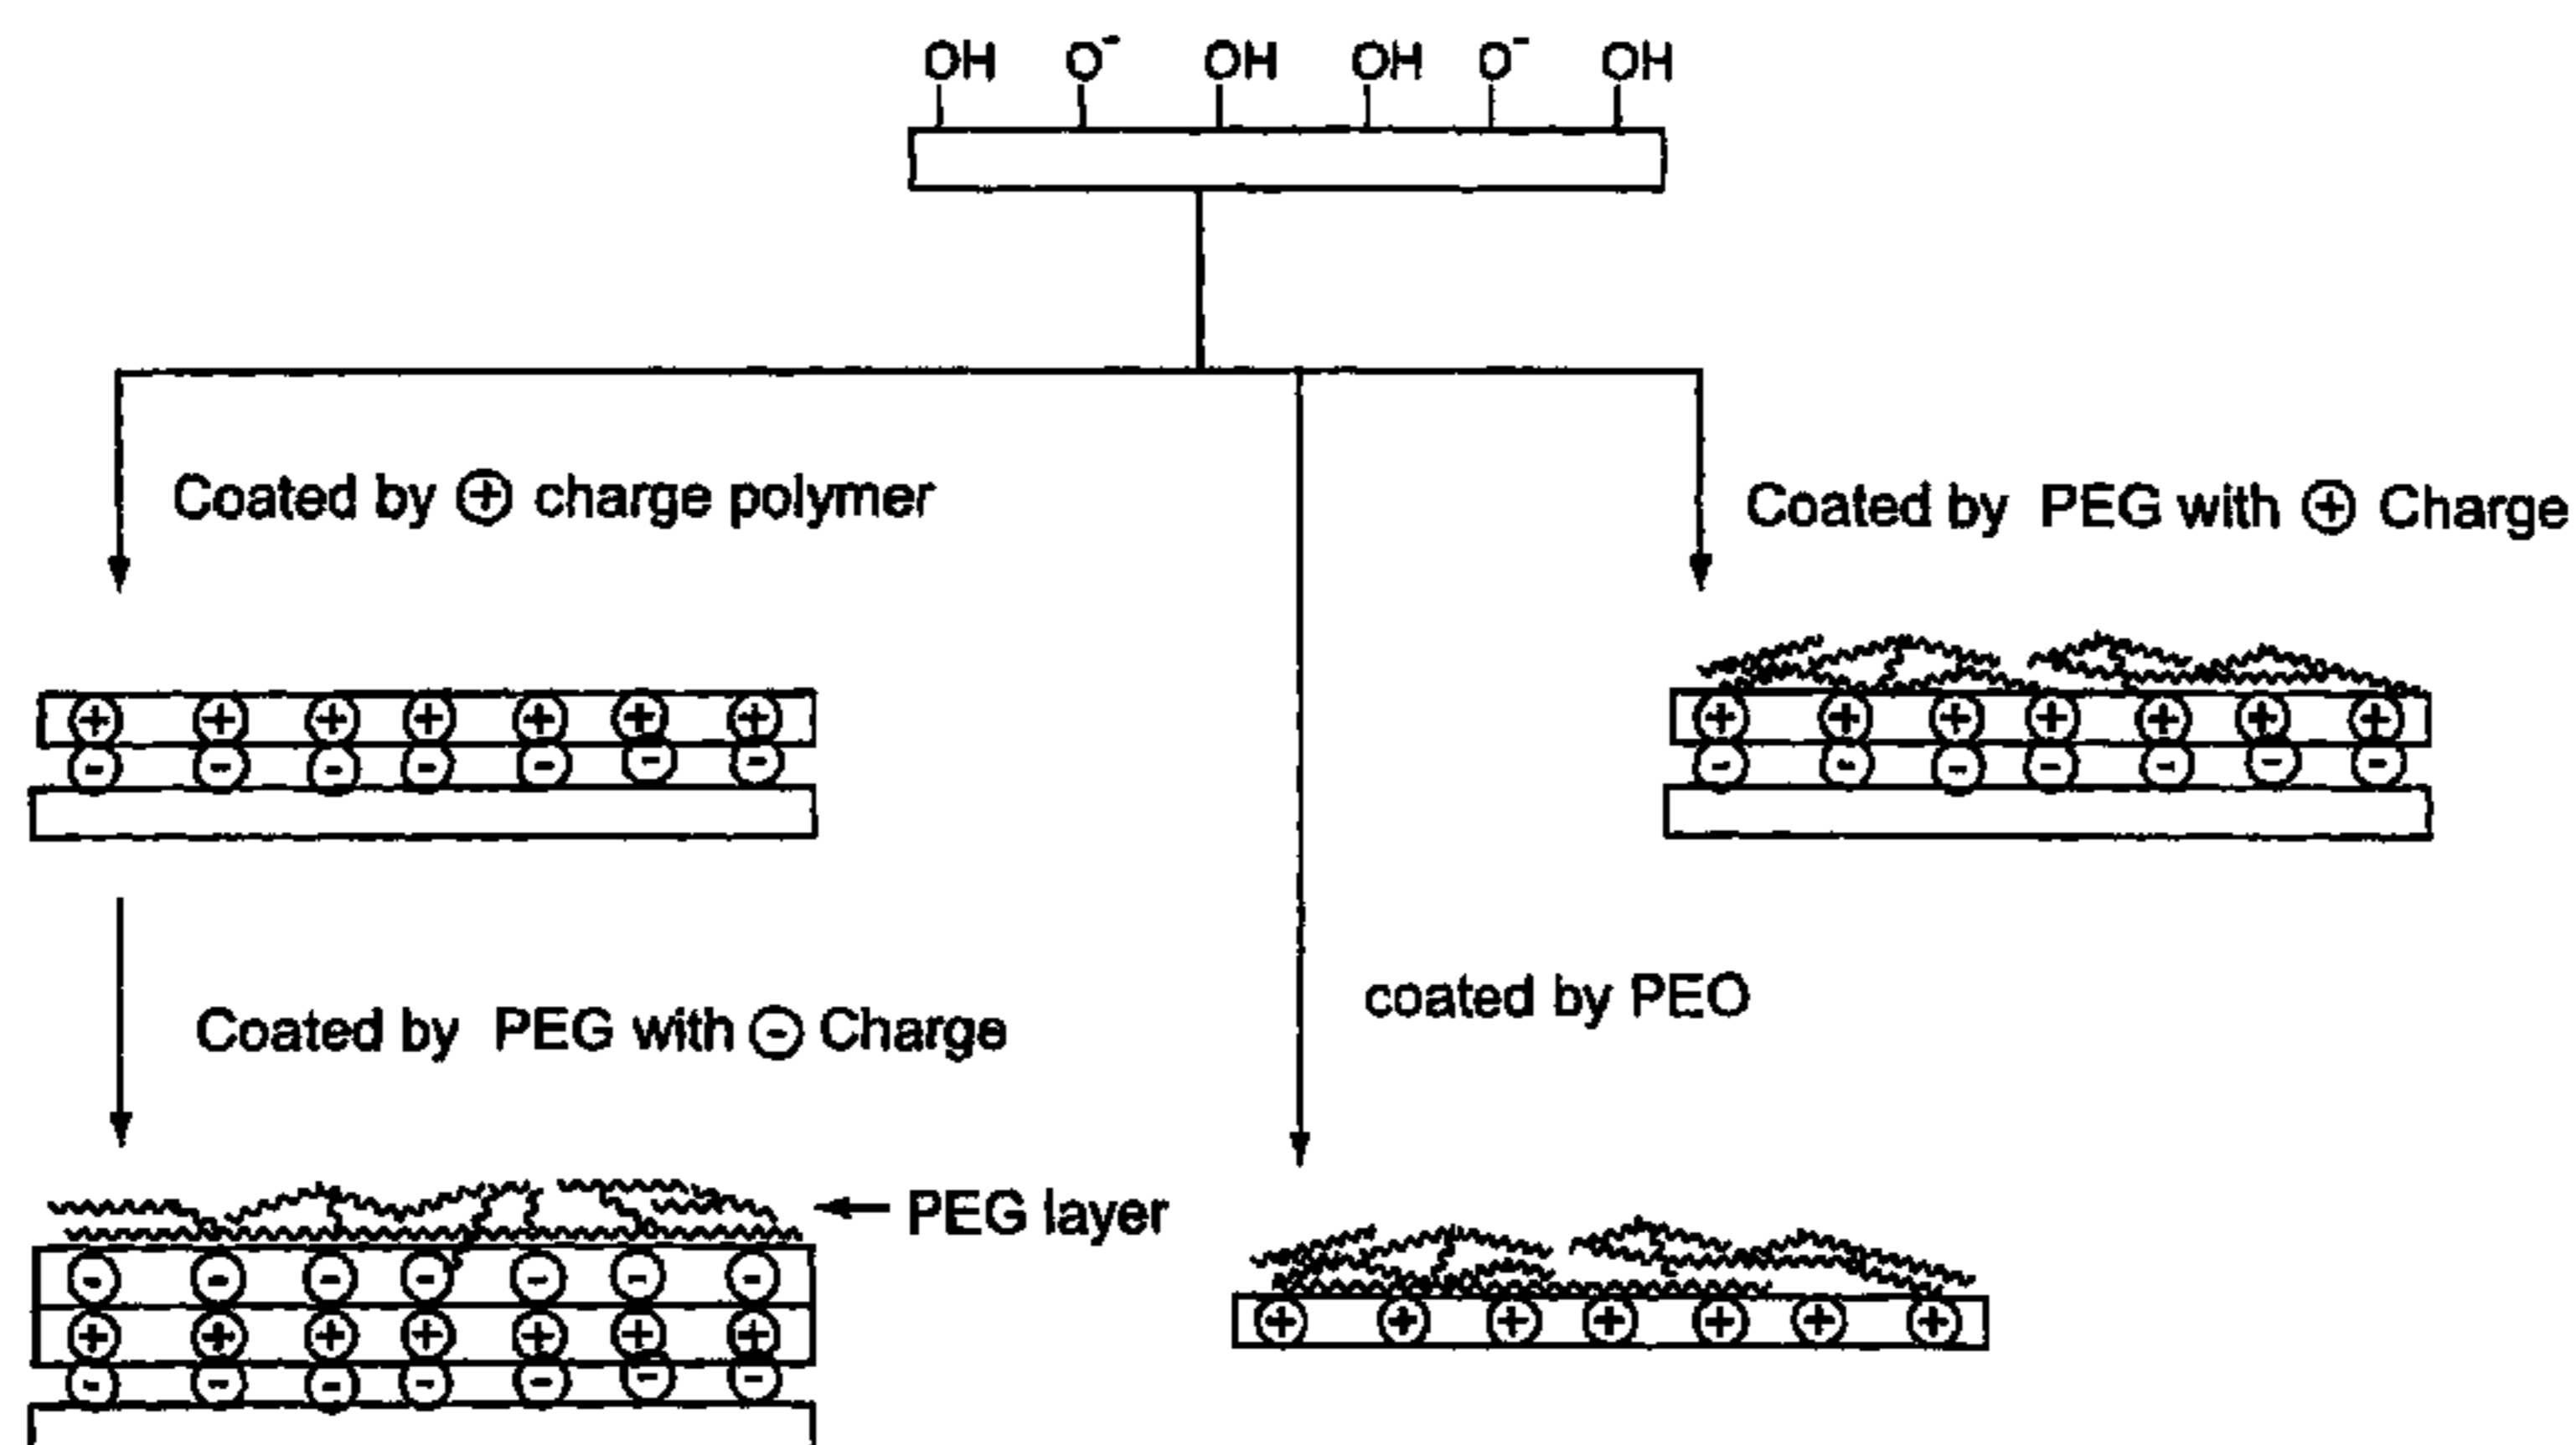 OH O⁻ OH OH O⁻ OH
Coated by ⊕ charge polymer
Coated by PEG with ⊕ Charge
+ + + + + + +
- - - - - - -
+ + + + + + +
- - - - - - -
coated by PEO
Coated by PEG with ⊖ Charge
PEG layer
- - - - - - -
+ + + + + + +
- - - - - - -
+ + + + + + +